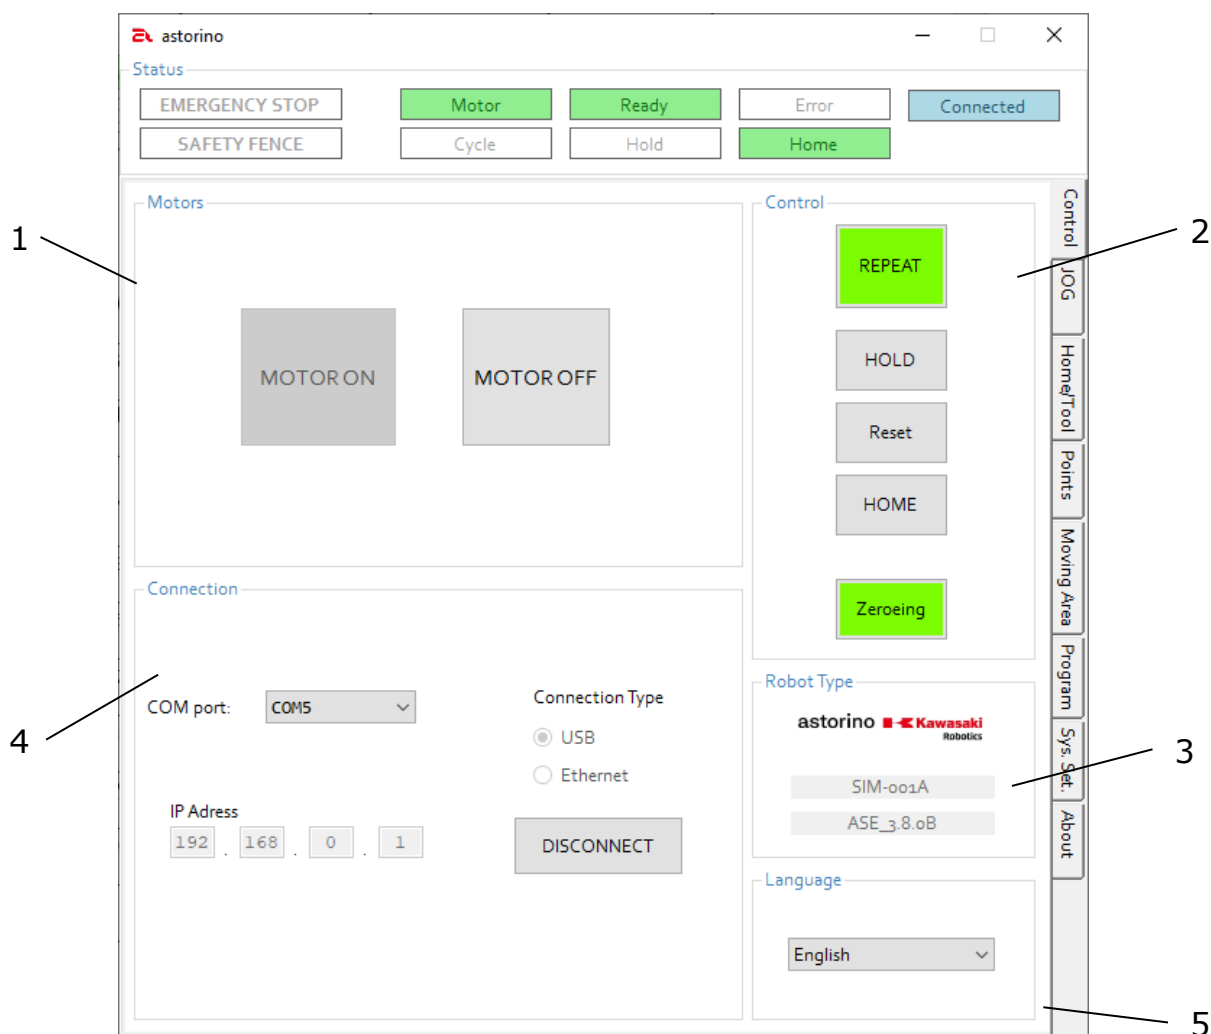 astorino
Status
EMERGENCY STOP Motor Ready Error Connected
SAFETY FENCE Cycle Hold Home
Motors
MOTOR ON MOTOR OFF
Control
REPEAT
HOLD
Reset
HOME
Zeroeing
Connection
COM port: COM5
Connection Type
USB
Ethernet
IP Adress
192 . 168 . 0 . 1
DISCONNECT
Robot Type
astorino Kawasaki
Robotics
SIM-001A
ASE_3.8.0B
Language
English
Control
JOG
Home/Tool
Points
Moving Area
Program
Sys. Set.
About
1
2
3
4
5